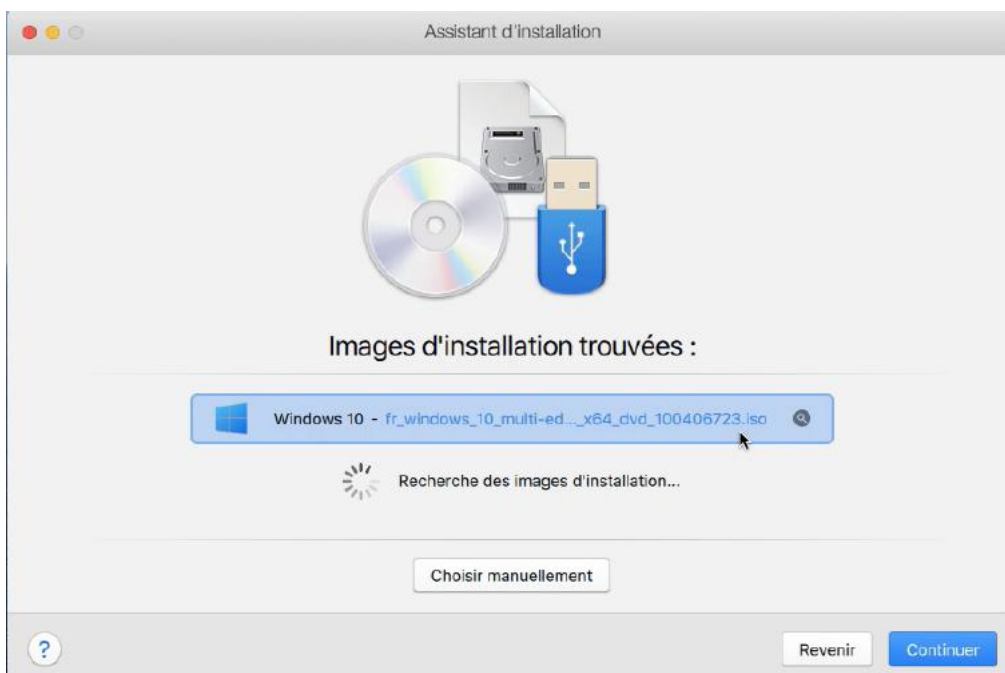 Assistant d'installation
Images d'installation trouvées :
Windows 10 - fr_windows_10_multi-ed..._x64_dvd_100406723.iso
Recherche des images d'installation...
Choisir manuellement
?
Revenir
Continuer